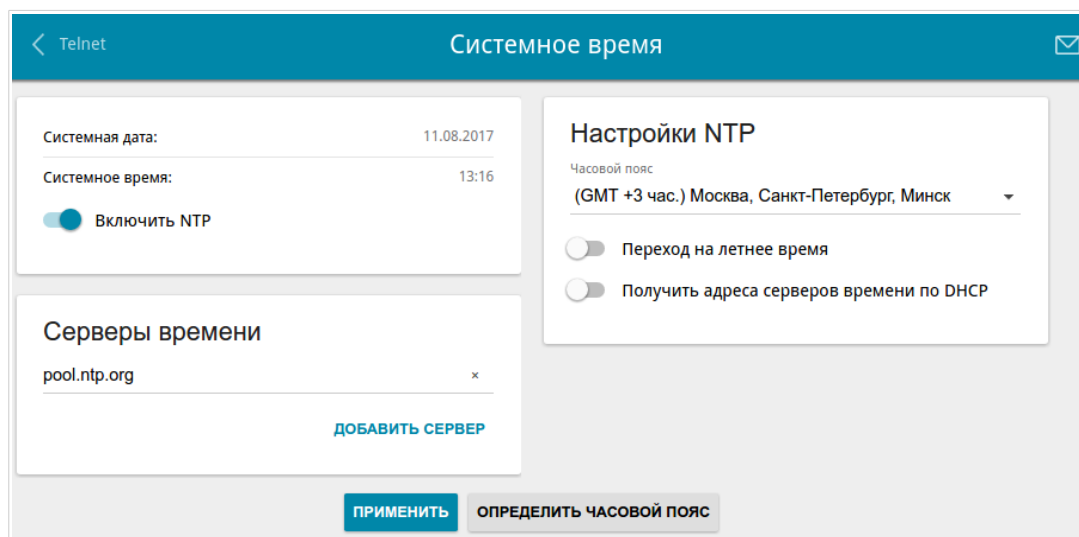 Telnet
Системное время
Системная дата: 11.08.2017
Системное время: 13:16
Включить NTP
Серверы времени
pool.ntp.org ×
ДОБАВИТЬ СЕРВЕР
Настройки NTP
Часовой пояс
(GMT +3 час.) Москва, Санкт-Петербург, Минск
Переход на летнее время
Получить адреса серверов времени по DHCP
ПРИМЕНИТЬ ОПРЕДЕЛИТЬ ЧАСОВОЙ ПОЯС